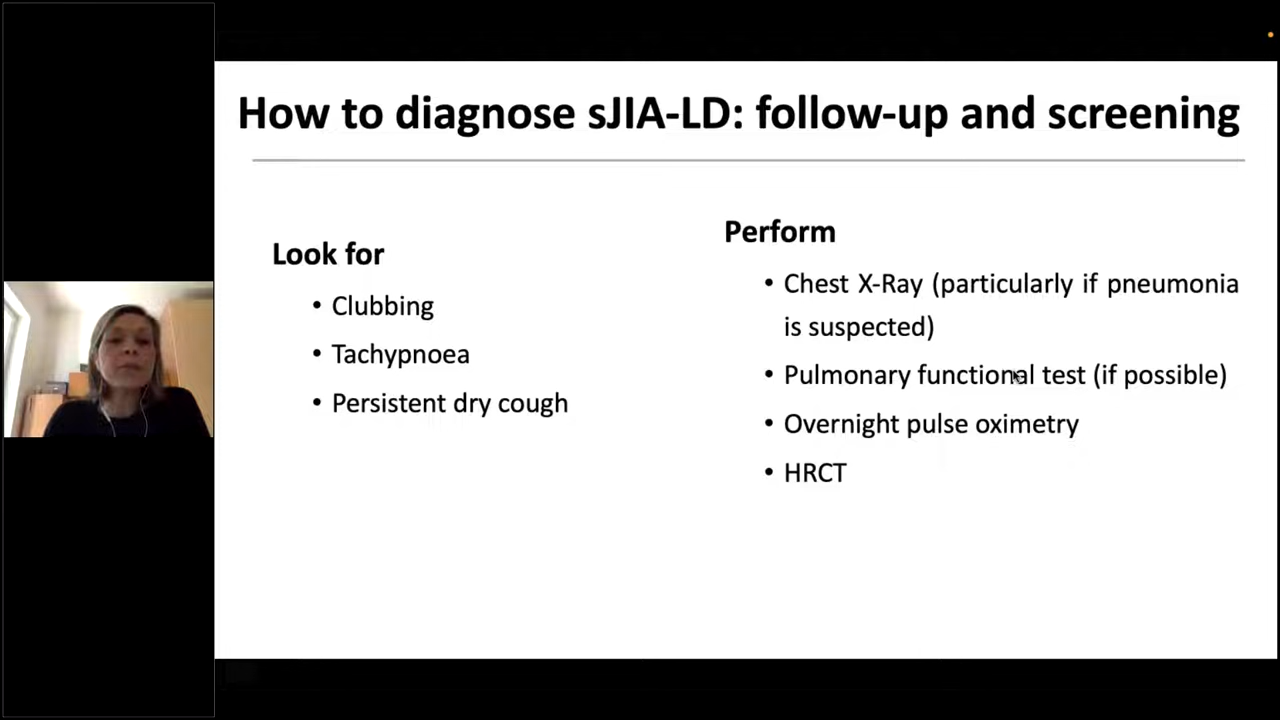 How to diagnose sJIA-LD: follow-up and screening
Look for
• Clubbing
• Tachypnoea
• Persistent dry cough
Perform
• Chest X-Ray (particularly if pneumonia
is suspected)
• Pulmonary functional test (if possible)
• Overnight pulse oximetry
• HRCT